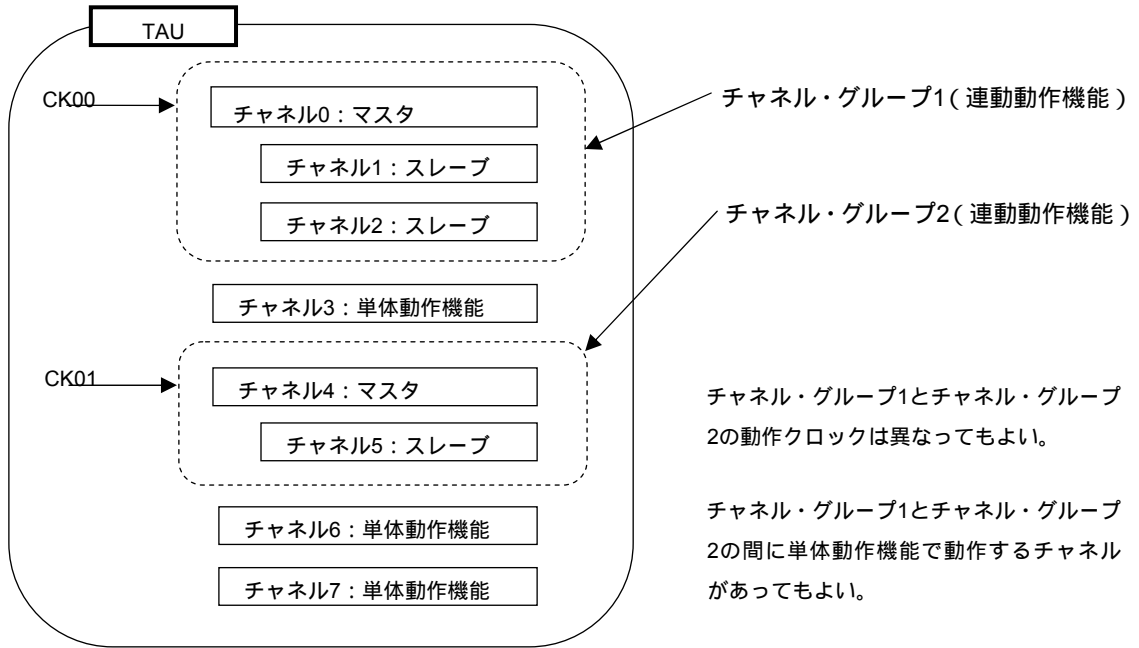 TAU
CK00
チャネル0：マスタ
チャネル1：スレーブ
チャネル2：スレーブ
チャネル・グループ1（連動動作機能）
チャネル・グループ2（連動動作機能）
チャネル3：単体動作機能
CK01
チャネル4：マスタ
チャネル5：スレーブ
チャネル6：単体動作機能
チャネル7：単体動作機能
チャネル・グループ1とチャネル・グループ
2の動作クロックは異なってもよい。
チャネル・グループ1とチャネル・グループ
2の間に単体動作機能で動作するチャネル
があってもよい。